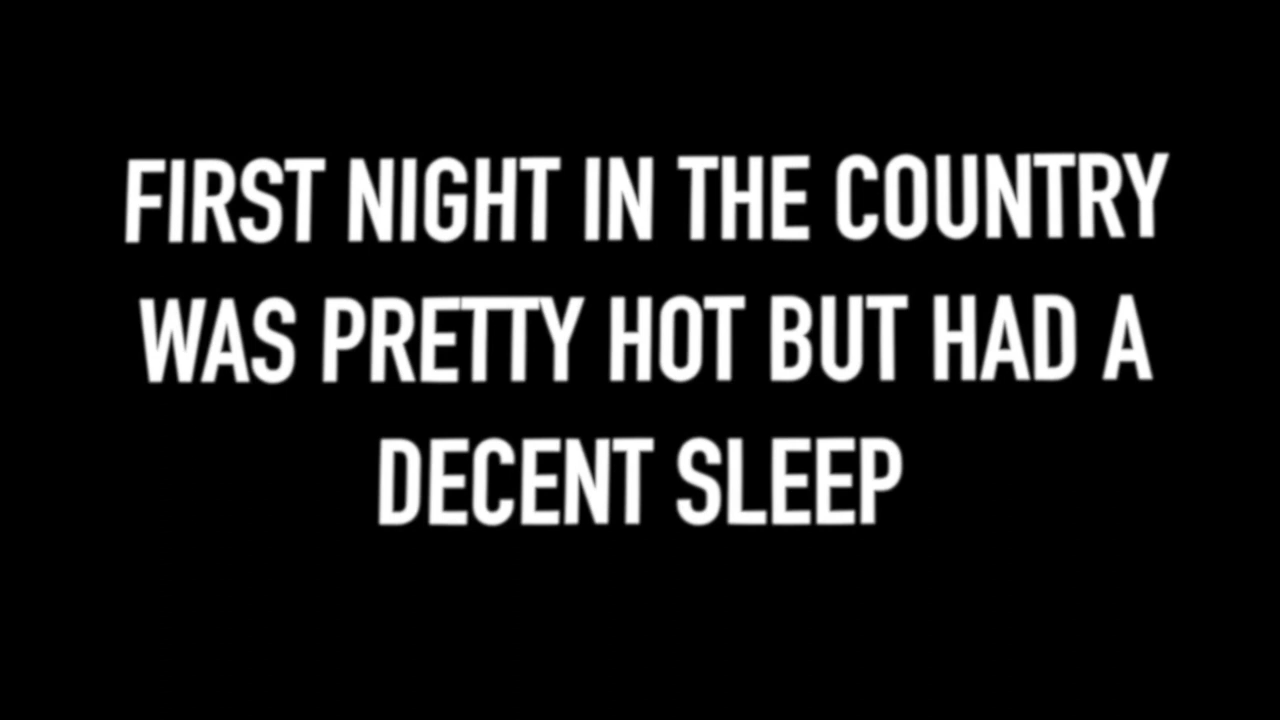 FIRST NIGHT IN THE COUNTRY
WAS PRETTY HOT BUT HAD A
DECENT SLEEP